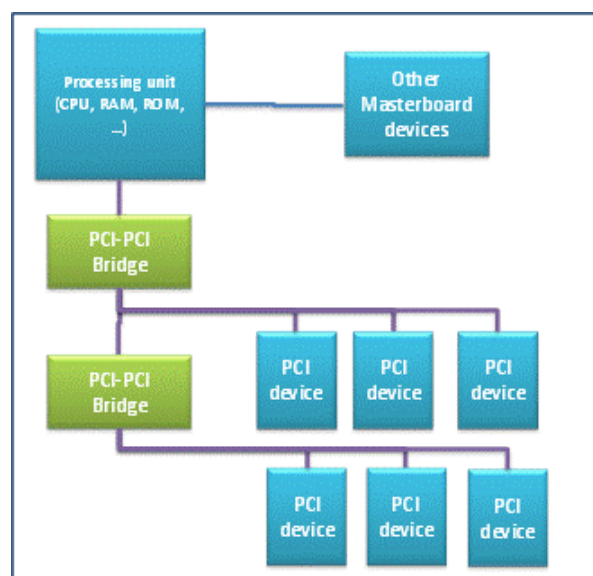 Processing unit
(CPU, RAM, ROM,
...)
Other
Masterboard
devices
PCI-PCI
Bridge
PCI
device
PCI
device
PCI
device
PCI-PCI
Bridge
PCI
device
PCI
device
PCI
device